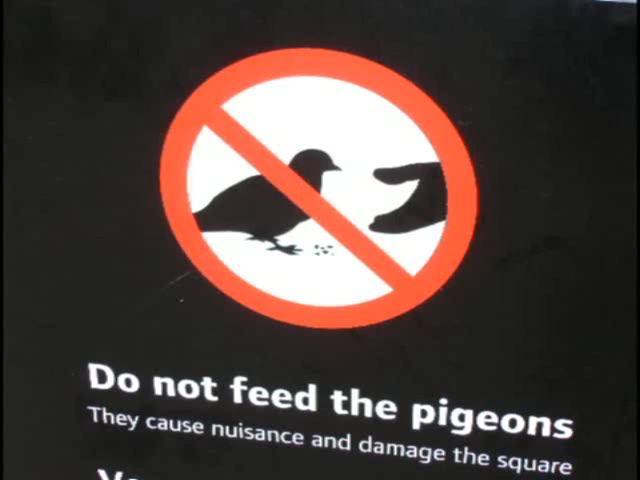 Do not feed the pigeons
They cause nuisance and damage the square